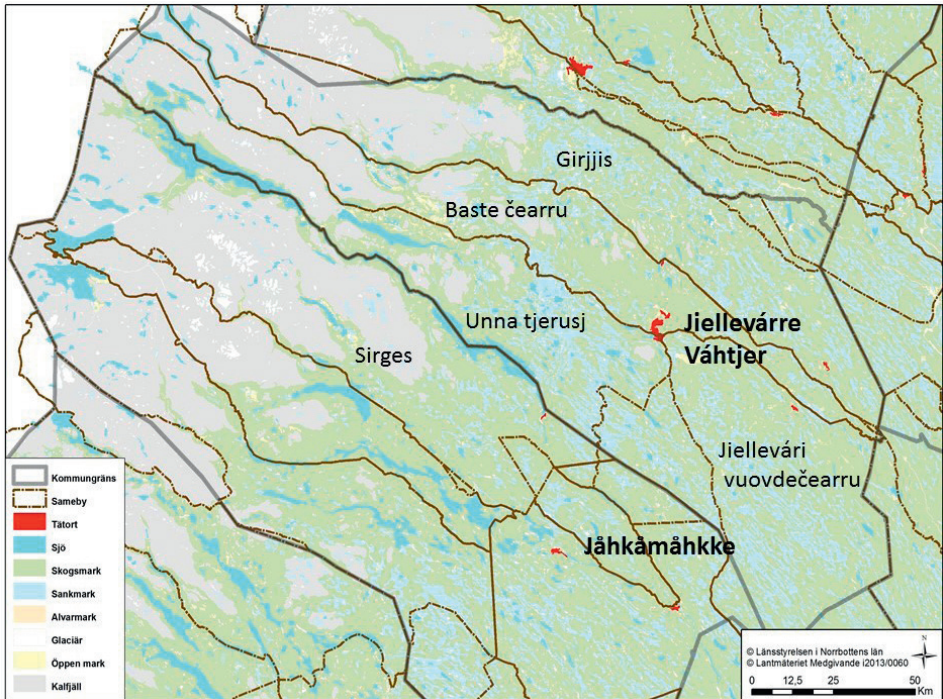 Girjjis
Baste čearru
Unna tjerusj
Jiellevárre
Váhtjer
Sirges
Jiellevári
vuovdečearru
Jåhkåmåhkke
Kommungräns
Sameby
Tätort
Sjö
Skogsmark
Sankmark
Alvarmark
Glaciär
Öppen mark
Kalfjäll
© Länsstyrelsen i Norrbottens län
© Lantmäteriet Medgivande i2013/0060
N
0 12,5 25 50
Km